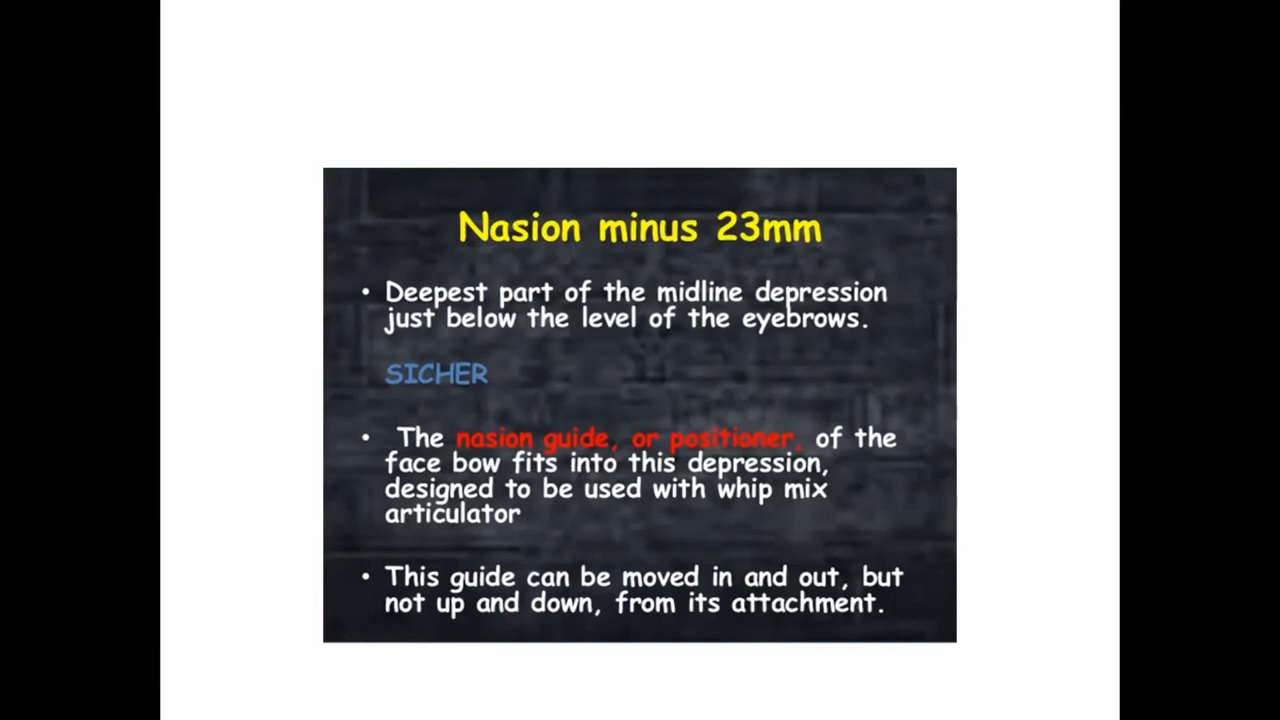 Nasion minus 23mm
• Deepest part of the midline depression
just below the level of the eyebrows.
SICHER
• The nasion guide, or positioner, of the
face bow fits into this depression,
designed to be used with whip mix
articulator
• This guide can be moved in and out, but
not up and down, from its attachment.